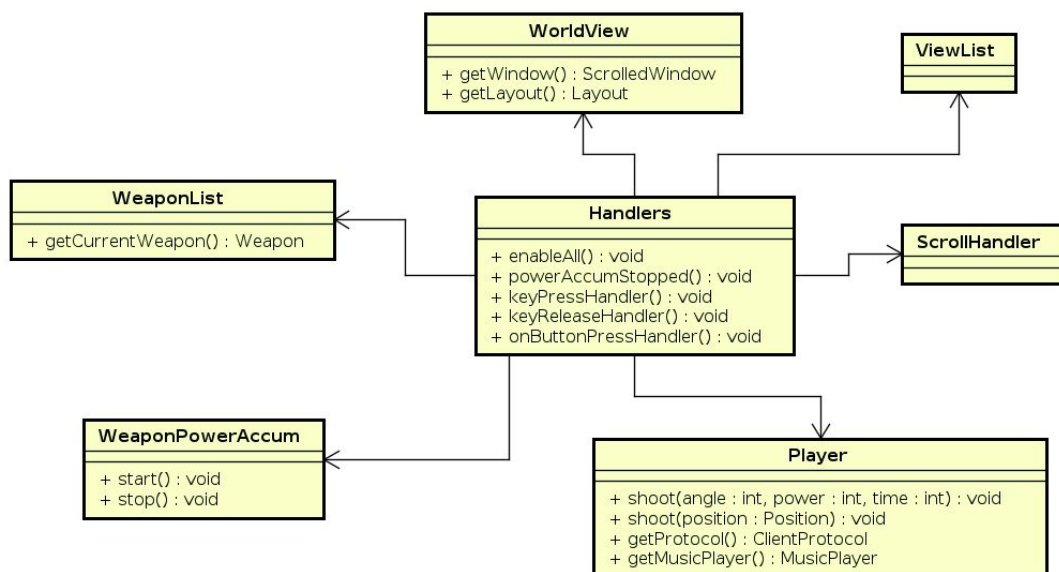 WorldView
+ getWindow() : ScrolledWindow
+ getLayout() : Layout
ViewList
WeaponList
+ getCurrentWeapon() : Weapon
Handlers
+ enableAll() : void
+ powerAccumStopped() : void
+ keyPressHandler() : void
+ keyReleaseHandler() : void
+ onButtonPressHandler() : void
ScrollHandler
WeaponPowerAccum
+ start() : void
+ stop() : void
Player
+ shoot(angle : int, power : int, time : int) : void
+ shoot(position : Position) : void
+ getProtocol() : ClientProtocol
+ getMusicPlayer() : MusicPlayer